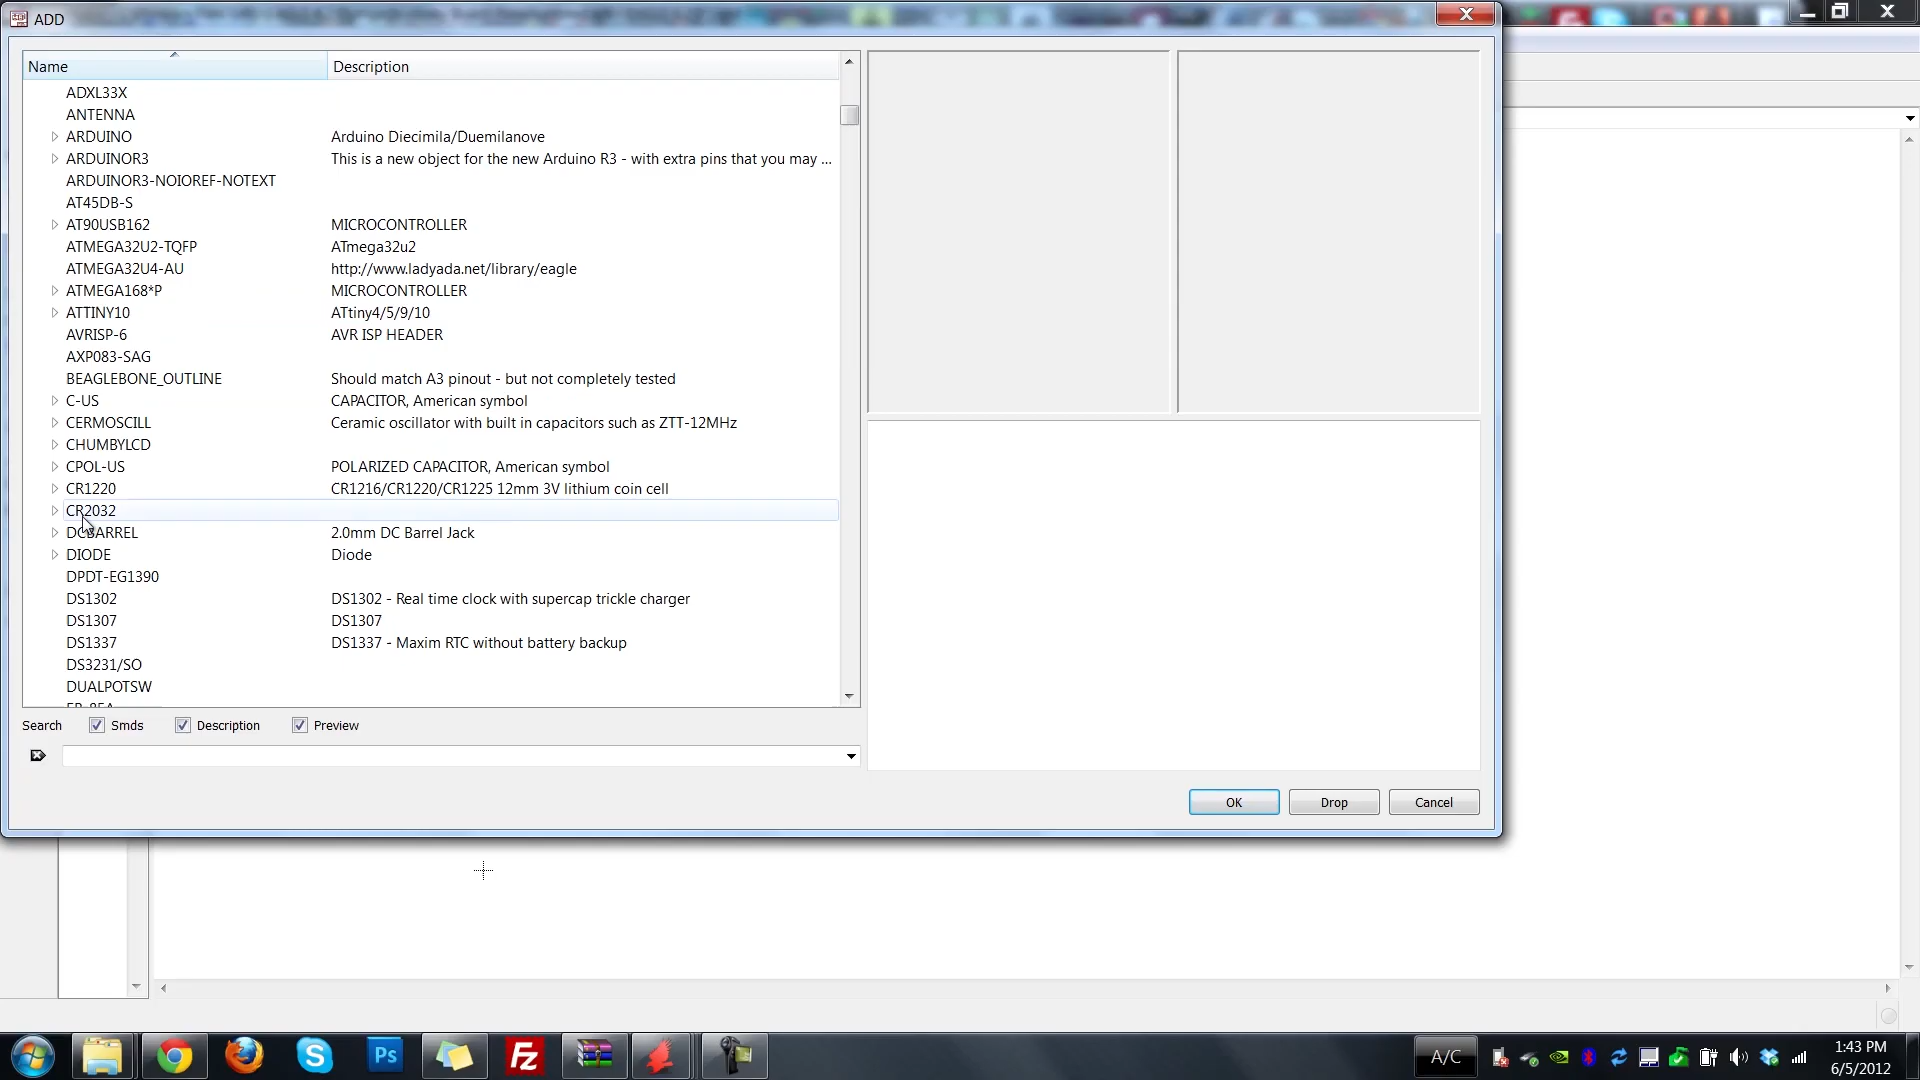 ADD
Name Description
ADXL33X
ANTENNA
ARDUINO Arduino Diecimila/Duemilanove
ARDUINOR3 This is a new object for the new Arduino R3 - with extra pins that you may ...
ARDUINOR3-NOIOREF-NOTEXT
AT45DB-S
AT90USB162 MICROCONTROLLER
ATMEGA32U2-TQFP ATmega32u2
ATMEGA32U4-AU http://www.ladyada.net/library/eagle
ATMEGA168*P MICROCONTROLLER
ATTINY10 ATtiny4/5/9/10
AVRISP-6 AVR ISP HEADER
AXP083-SAG
BEAGLEBONE_OUTLINE Should match A3 pinout - but not completely tested
C-US CAPACITOR, American symbol
CERMOSCILL Ceramic oscillator with built in capacitors such as ZTT-12MHz
CHUMBYLCD
CPOL-US POLARIZED CAPACITOR, American symbol
CR1220 CR1216/CR1220/CR1225 12mm 3V lithium coin cell
CR2032
DCBARREL 2.0mm DC Barrel Jack
DIODE Diode
DPDT-EG1390
DS1302 DS1302 - Real time clock with supercap trickle charger
DS1307 DS1307
DS1337 DS1337 - Maxim RTC without battery backup
DS3231/SO
DUALPOTSW
Search Smds Description Preview
OK Drop Cancel
Ps Fz A/C
1:43 PM
6/5/2012